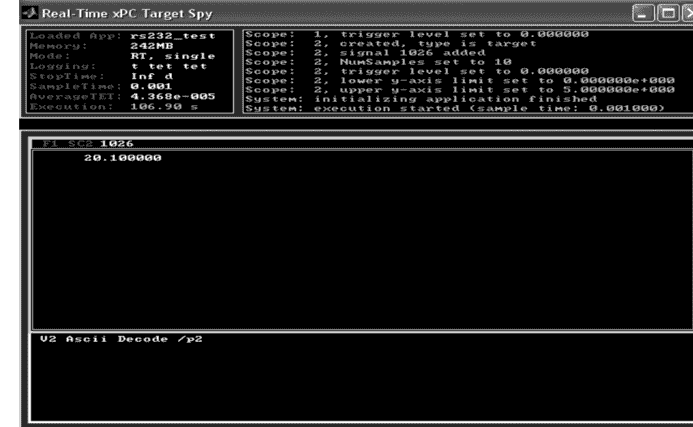 Real-Time xPC Target Spy
Loaded App: rs232_test
Memory: 242MB
Mode: RT, single
Logging: t tet tet
StopTime: Inf d
SampleTime: 0.001
AverageTET: 4.368e-005
Execution: 106.90 s
Scope: 1, trigger level set to 0.000000
Scope: 2, created, type is target
Scope: 2, signal 1026 added
Scope: 2, NumSamples set to 10
Scope: 2, trigger level set to 0.000000
Scope: 2, lower y-axis limit set to 0.000000e+000
Scope: 2, upper y-axis limit set to 5.000000e+000
System: initializing application finished
System: execution started (sample time: 0.001000)
F1 SC2 1026
20.100000
V2 Ascii Decode /p2